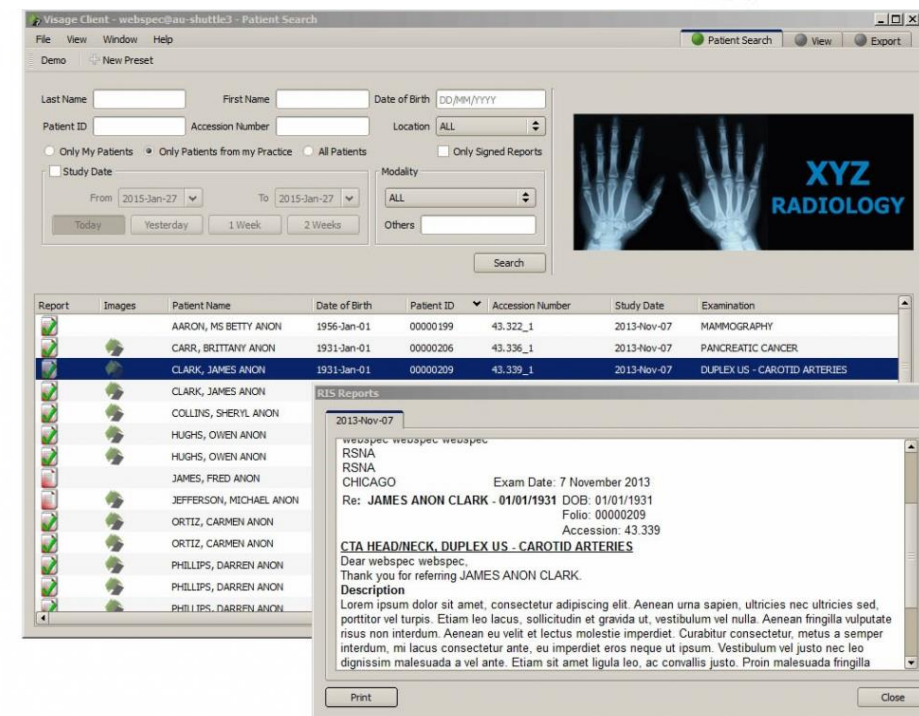 Visage Client - webspec@au-shuttle3 - Patient Search
File View Window Help
Patient Search View Export
Demo New Preset
Last Name First Name Date of Birth DD/MM/YYYY
Patient ID Accession Number Location ALL
Only My Patients Only Patients from my Practice All Patients Only Signed Reports
Study Date Modality
From 2015-Jan-27 To 2015-Jan-27 ALL
Today Yesterday 1 Week 2 Weeks Others
Search
XYZ
RADIOLOGY
Report Images Patient Name Date of Birth Patient ID Accession Number Study Date Examination
AARON, MS BETTY ANON 1956-Jan-01 00000199 43.322_1 2013-Nov-07 MAMMOGRAPHY
CARR, BRITTANY ANON 1931-Jan-01 00000206 43.336_1 2013-Nov-07 PANCREATIC CANCER
CLARK, JAMES ANON 1931-Jan-01 00000209 43.339_1 2013-Nov-07 DUPLEX US - CAROTID ARTERIES
CLARK, JAMES ANON
COLLINS, SHERYL ANON
HUGHS, OWEN ANON
HUGHS, OWEN ANON
JAMES, FRED ANON
JEFFERSON, MICHAEL ANON
ORTIZ, CARMEN ANON
ORTIZ, CARMEN ANON
PHILLIPS, DARREN ANON
PHILLIPS, DARREN ANON
PHILLIPS, DARREN ANON
RIS Reports
2013-Nov-07
webspec webspec webspec
RSNA
RSNA
CHICAGO Exam Date: 7 November 2013
Re: JAMES ANON CLARK - 01/01/1931 DOB: 01/01/1931
Folio: 00000209
Accession: 43.339
CTA HEAD/NECK, DUPLEX US - CAROTID ARTERIES
Dear webspec webspec,
Thank you for referring JAMES ANON CLARK.
Description
Lorem ipsum dolor sit amet, consectetur adipiscing elit. Aenean urna sapien, ultricies nec ultricies sed,
porttitor vel turpis. Etiam leo lacus, sollicitudin et gravida ut, vestibulum vel nulla. Aenean fringilla vulputate
risus non interdum. Aenean eu velit et lectus molestie imperdiet. Curabitur consectetur, metus a semper
interdum, mi lacus consectetur ante, eu imperdiet eros neque ut ipsum. Vestibulum vel justo nec leo
dignissim malesuada a vel ante. Etiam sit amet ligula leo, ac convallis justo. Proin malesuada fringilla
Print Close